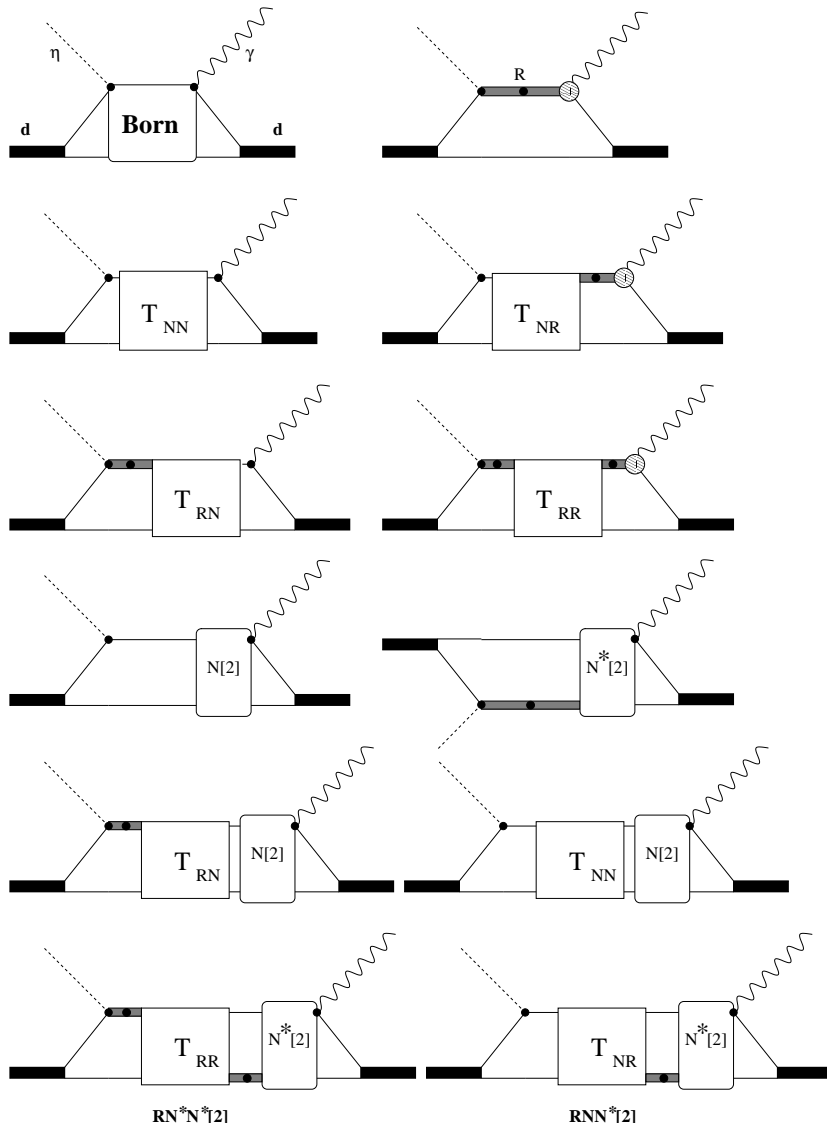 η γ R
d Born d
T NN T NR
T RN T RR
N[2] N*[2]
T RN N[2] T NN N[2]
T RR N*[2] T NR N*[2]
RN*N*[2] RNN*[2]